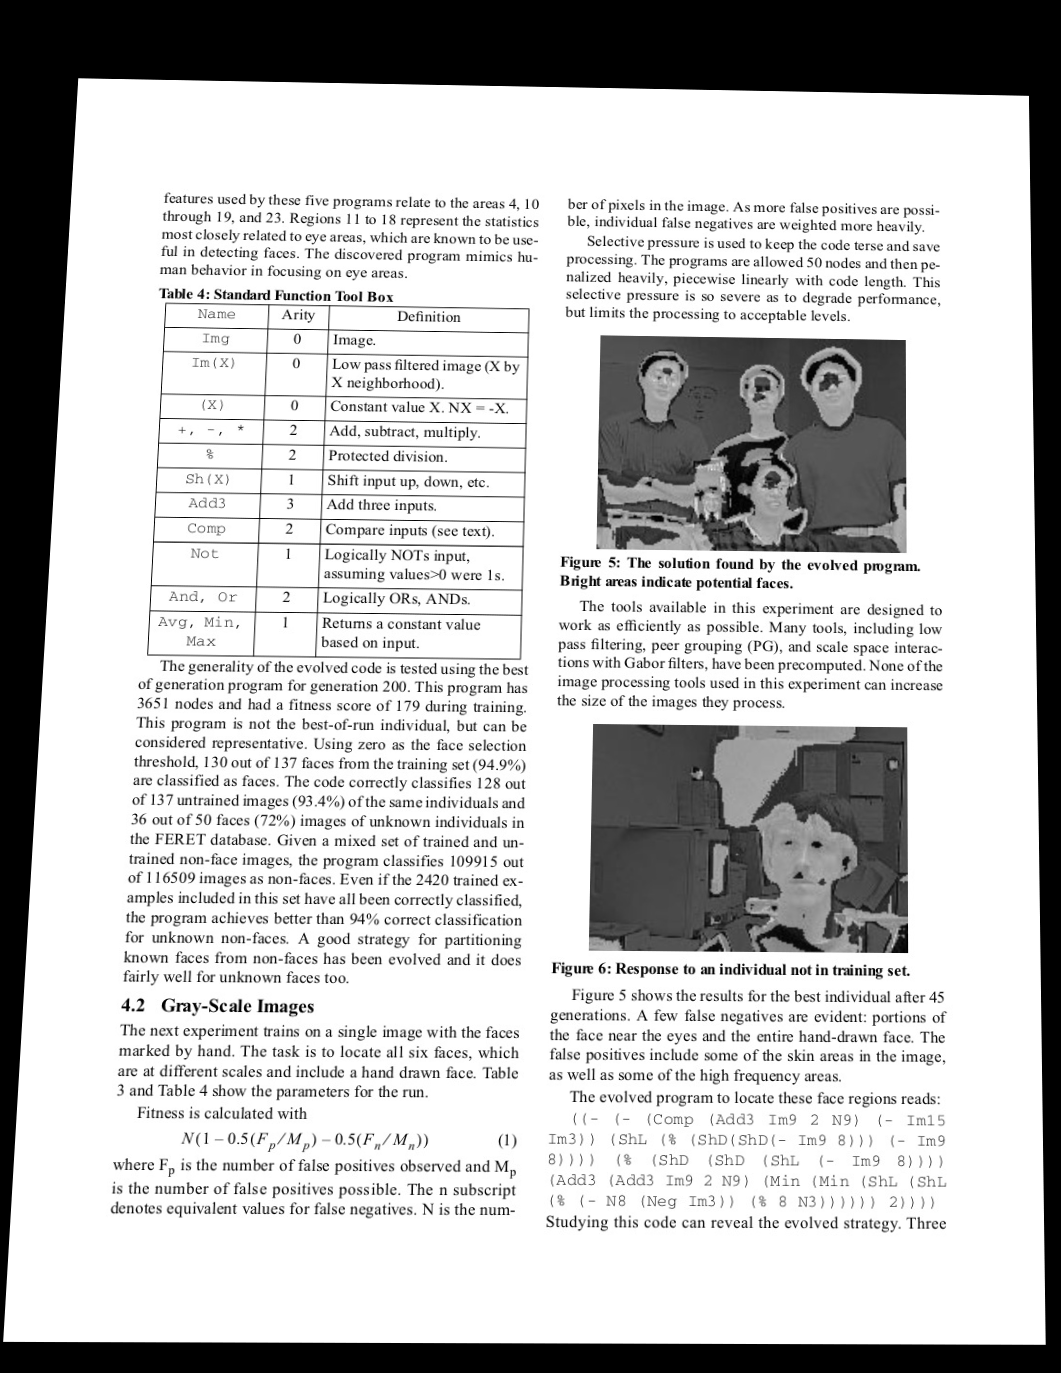 features used by these five programs relate to the areas 4, 10
through 19, and 23. Regions 11 to 18 represent the statistics
most closely related to eye areas, which are known to be use-
ful in detecting faces. The discovered program mimics hu-
man behavior in focusing on eye areas.
Table 4: Standard Function Tool Box
Name Arity Definition
Img 0 Image.
Im(X) 0 Low pass filtered image (X by
X neighborhood).
(X) 0 Constant value X. NX = -X.
+, -, * 2 Add, subtract, multiply.
% 2 Protected division.
Sh(X) 1 Shift input up, down, etc.
Add3 3 Add three inputs.
Comp 2 Compare inputs (see text).
Not 1 Logically NOTs input,
assuming values>0 were 1s.
And, Or 2 Logically ORs, ANDs.
Avg, Min, 1 Returns a constant value
Max based on input.
The generality of the evolved code is tested using the best
of generation program for generation 200. This program has
3651 nodes and had a fitness score of 179 during training.
This program is not the best-of-run individual, but can be
considered representative. Using zero as the face selection
threshold, 130 out of 137 faces from the training set (94.9%)
are classified as faces. The code correctly classifies 128 out
of 137 untrained images (93.4%) of the same individuals and
36 out of 50 faces (72%) images of unknown individuals in
the FERET database. Given a mixed set of trained and un-
trained non-face images, the program classifies 109915 out
of 116509 images as non-faces. Even if the 2420 trained ex-
amples included in this set have all been correctly classified,
the program achieves better than 94% correct classification
for unknown non-faces. A good strategy for partitioning
known faces from non-faces has been evolved and it does
fairly well for unknown faces too.
4.2 Gray-Scale Images
The next experiment trains on a single image with the faces
marked by hand. The task is to locate all six faces, which
are at different scales and include a hand drawn face. Table
3 and Table 4 show the parameters for the run.
Fitness is calculated with
N(1 – 0.5(Fp/Mp) – 0.5(Fn/Mn)) (1)
where Fp is the number of false positives observed and Mp
is the number of false positives possible. The n subscript
denotes equivalent values for false negatives. N is the num-
ber of pixels in the image. As more false positives are possi-
ble, individual false negatives are weighted more heavily.
Selective pressure is used to keep the code terse and save
processing. The programs are allowed 50 nodes and then pe-
nalized heavily, piecewise linearly with code length. This
selective pressure is so severe as to degrade performance,
but limits the processing to acceptable levels.
Figure 5: The solution found by the evolved program.
Bright areas indicate potential faces.
The tools available in this experiment are designed to
work as efficiently as possible. Many tools, including low
pass filtering, peer grouping (PG), and scale space interac-
tions with Gabor filters, have been precomputed. None of the
image processing tools used in this experiment can increase
the size of the images they process.
Figure 6: Response to an individual not in training set.
Figure 5 shows the results for the best individual after 45
generations. A few false negatives are evident: portions of
the face near the eyes and the entire hand-drawn face. The
false positives include some of the skin areas in the image,
as well as some of the high frequency areas.
The evolved program to locate these face regions reads:
((- (- (Comp (Add3 Im9 2 N9) (- Im15
Im3)) (ShL (% (ShD(ShD(- Im9 8))) (- Im9
8)))) (% (ShD (ShD (ShL (- Im9 8))))
(Add3 (Add3 Im9 2 N9) (Min (Min (ShL (ShL
(% (- N8 (Neg Im3)) (% 8 N3)))))) 2))))
Studying this code can reveal the evolved strategy. Three